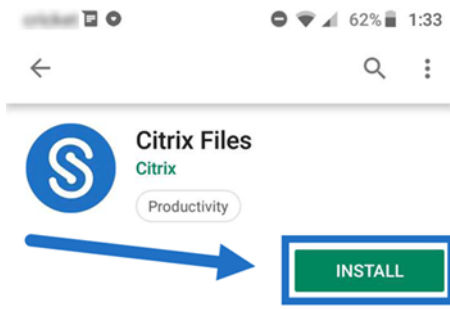 62% 1:33
Citrix Files
Citrix
Productivity
INSTALL